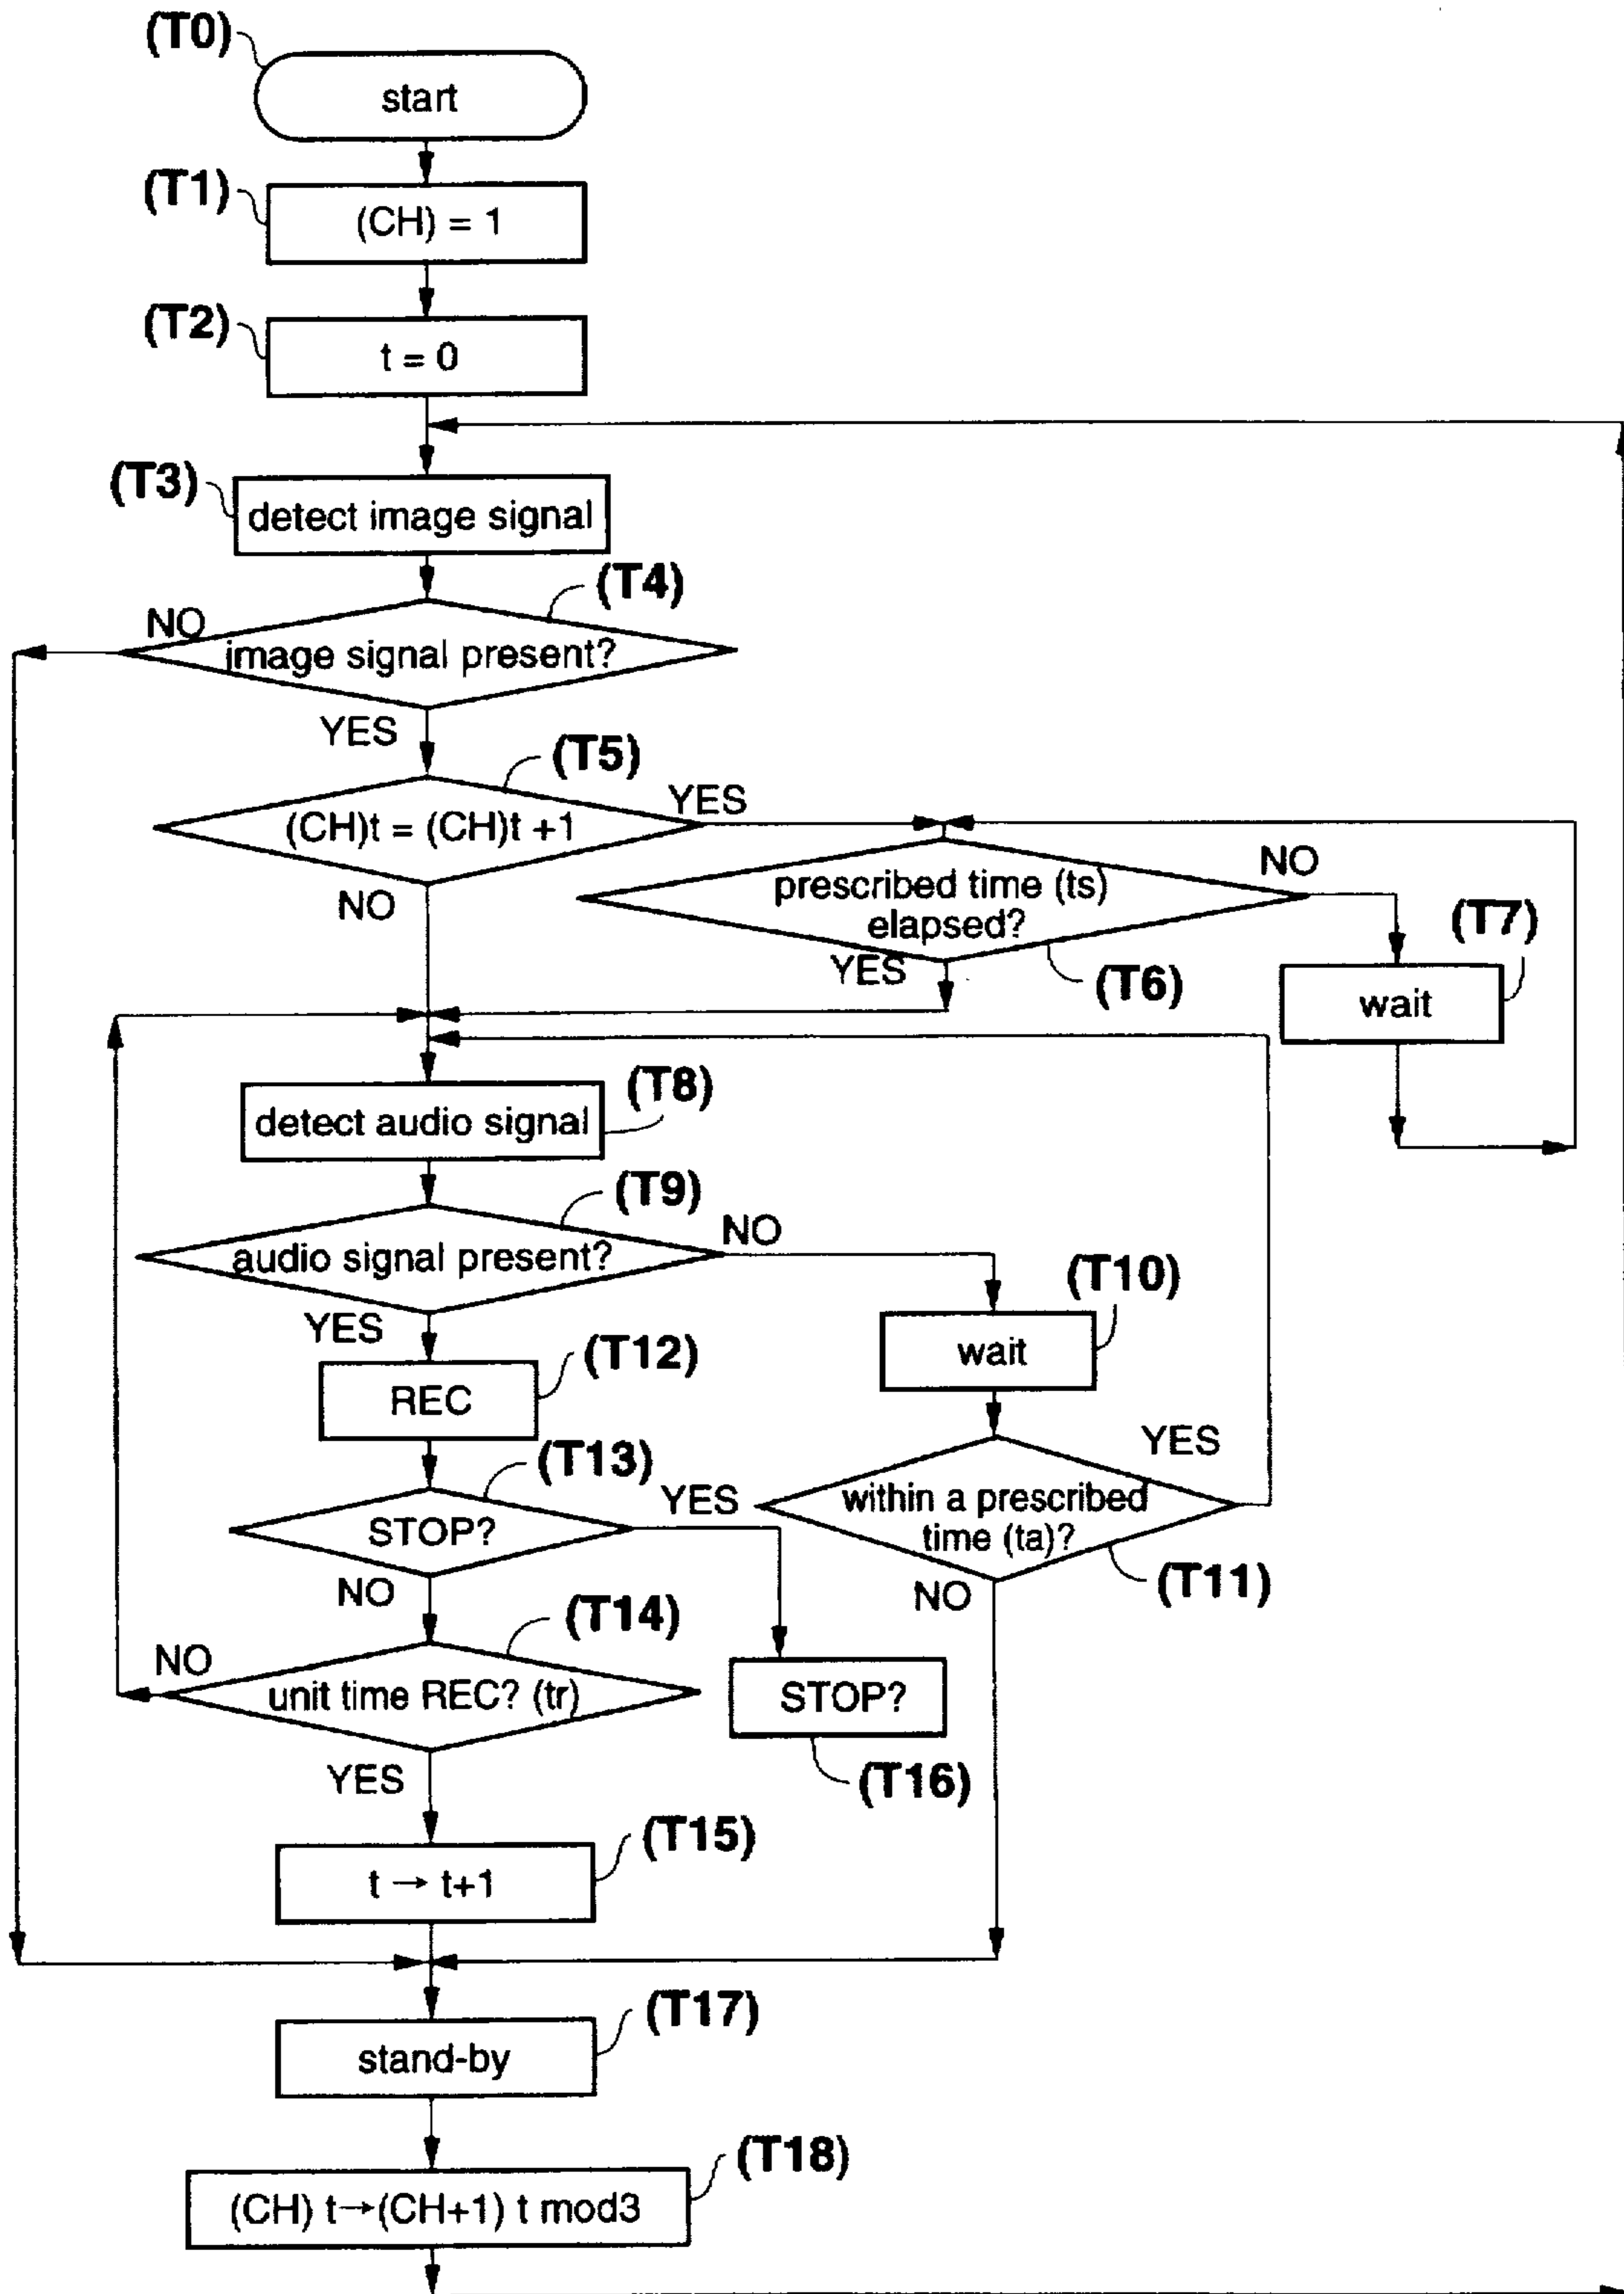 (T0)
start
(T1)
(CH) = 1
(T2)
t = 0
(T3)
detect image signal
(T4)
NO
image signal present?
YES
(T5)
(CH)t = (CH)t +1
YES
NO
prescribed time (ts)
elapsed?
NO
YES
(T6)
(T7)
wait
(T8)
detect audio signal
(T9)
audio signal present?
NO
YES
(T10)
wait
(T12)
REC
(T13)
STOP?
YES
NO
within a prescribed
time (ta)?
YES
NO
(T11)
(T14)
NO
unit time REC? (tr)
YES
STOP?
(T16)
(T15)
t → t+1
(T17)
stand-by
(T18)
(CH) t→(CH+1) t mod3